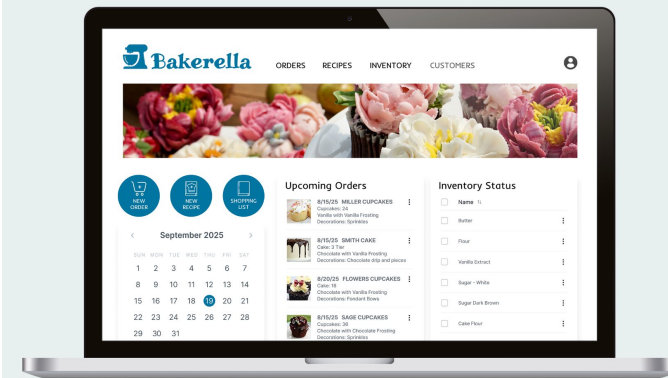 Bakerella
ORDERS RECIPES INVENTORY CUSTOMERS
NEW ORDER
NEW RECIPE
SHOPPING LIST
September 2025
SUN MON TUE WED THU FRI SAT
1 2 3 4 5 6 7
8 9 10 11 12 13 14
15 16 17 18 19 20 21
22 23 24 25 26 27 28
29 30 31
Upcoming Orders
8/15/25 MILLER CUPCAKES
Cupcakes: 24
Vanilla with Vanilla Frosting
Decorations: Sprinkles
8/15/25 SMITH CAKE
Cake: 3 Tier
Chocolate with Vanilla Frosting
Decorations: Chocolate drip and pieces
8/20/25 FLOWERS CUPCAKES
Cake: 16
Chocolate with Vanilla Frosting
Decorations: Fondant Bows
8/15/25 SAGE CUPCAKES
Cupcakes: 38
Chocolate with Chocolate Frosting
Decorations: Sprinkles
Inventory Status
Name
Butter
Flour
Vanilla Extract
Sugar - White
Sugar Dark Brown
Cake Flour